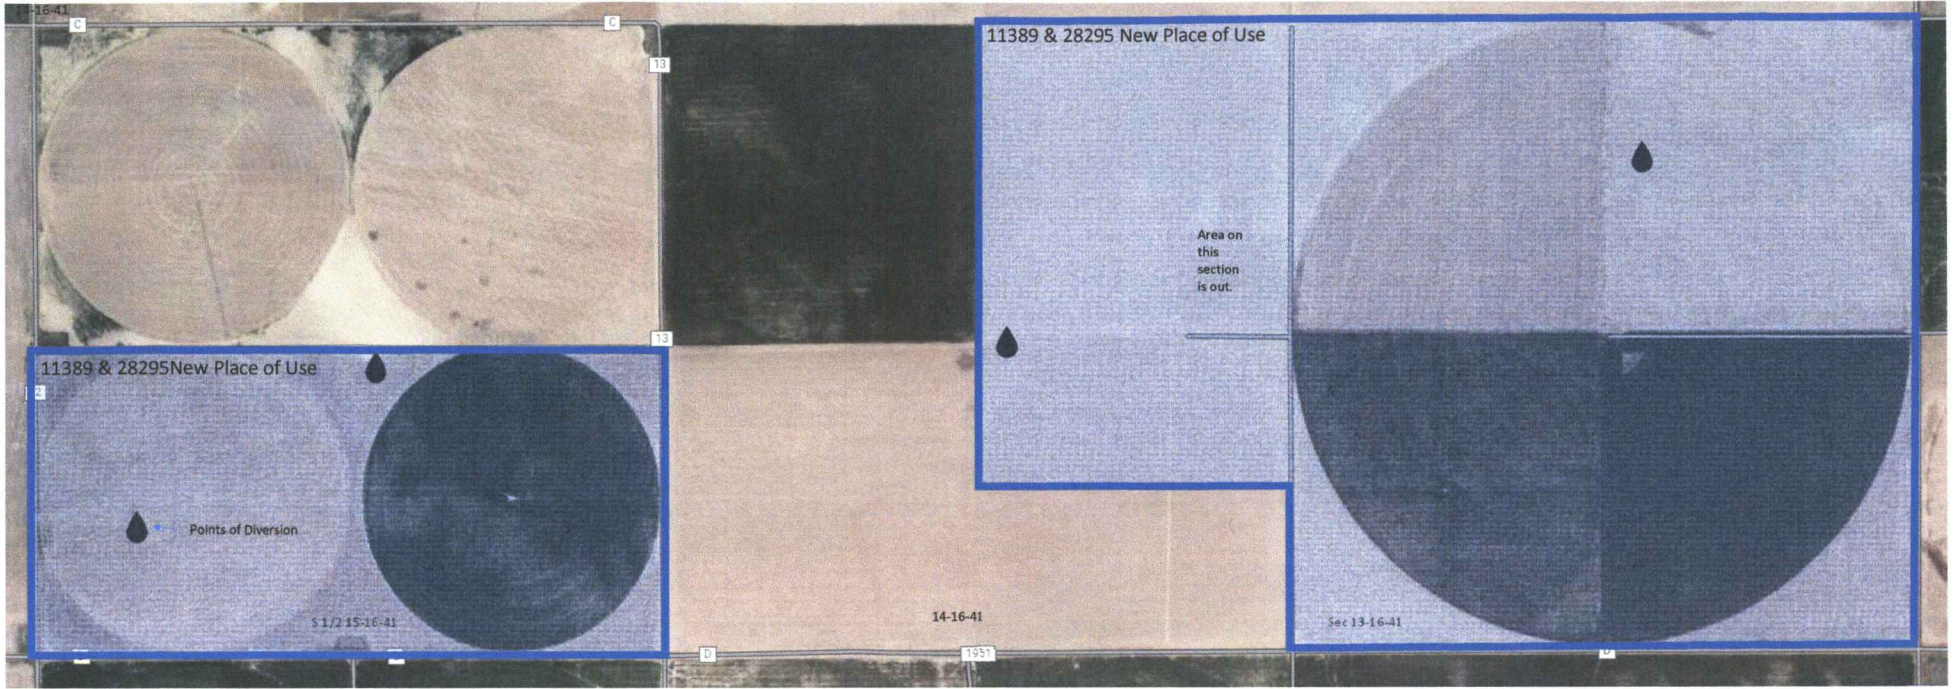 14-16-41
C
C
11389 & 28295 New Place of Use
13
Area on
this
section
is out.
13
11389 & 28295New Place of Use
2
Points of Diversion
S 1/2 15-16-41
14-16-41
Sec 13-16-41
D
1951
D